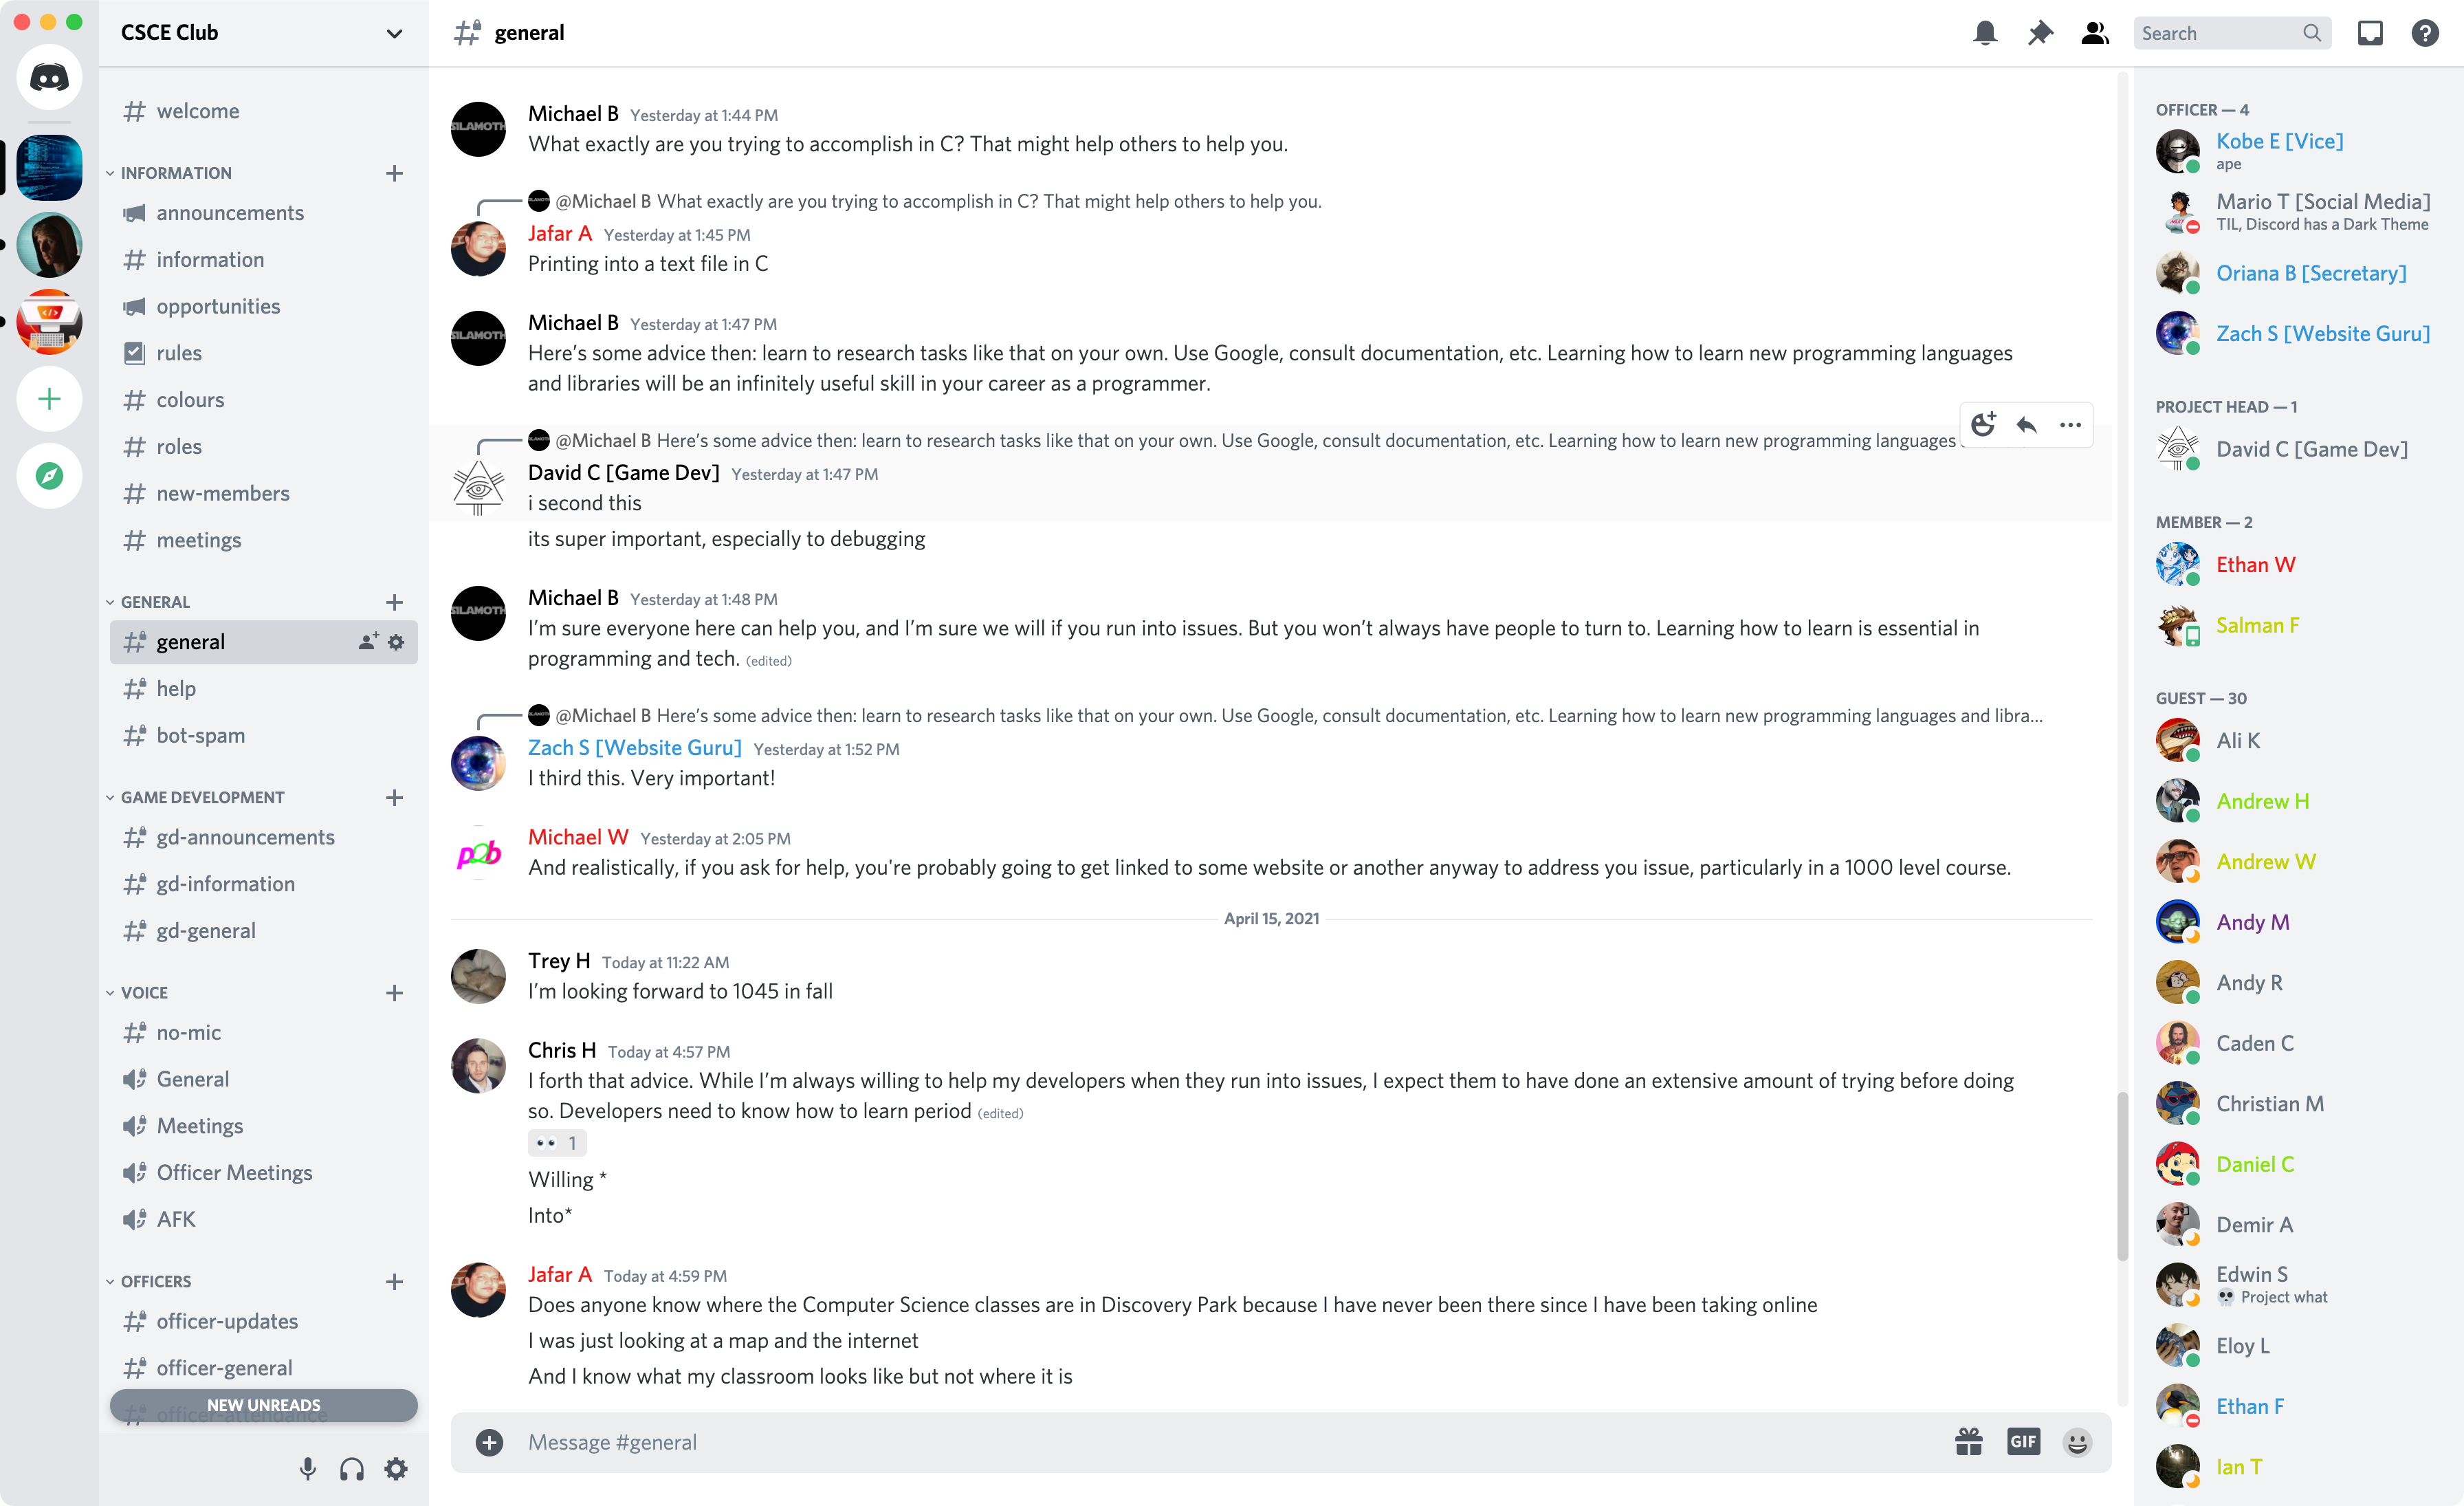 CSCE Club
welcome
INFORMATION
announcements
information
opportunities
rules
colours
roles
new-members
meetings
GENERAL
general
help
bot-spam
GAME DEVELOPMENT
gd-announcements
gd-information
gd-general
VOICE
no-mic
General
Meetings
Officer Meetings
AFK
OFFICERS
officer-updates
officer-general
officer-attendance
NEW UNREADS
general
Search
Michael B Yesterday at 1:44 PM
What exactly are you trying to accomplish in C? That might help others to help you.
@Michael B What exactly are you trying to accomplish in C? That might help others to help you.
Jafar A Yesterday at 1:45 PM
Printing into a text file in C
SILAMOTH
Michael B Yesterday at 1:47 PM
Here’s some advice then: learn to research tasks like that on your own. Use Google, consult documentation, etc. Learning how to learn new programming languages
and libraries will be an infinitely useful skill in your career as a programmer.
@Michael B Here’s some advice then: learn to research tasks like that on your own. Use Google, consult documentation, etc. Learning how to learn new programming languages
David C [Game Dev] Yesterday at 1:47 PM
i second this
its super important, especially to debugging
Michael B Yesterday at 1:48 PM
I’m sure everyone here can help you, and I’m sure we will if you run into issues. But you won’t always have people to turn to. Learning how to learn is essential in
programming and tech. (edited)
@Michael B Here’s some advice then: learn to research tasks like that on your own. Use Google, consult documentation, etc. Learning how to learn new programming languages and libra...
Zach S [Website Guru] Yesterday at 1:52 PM
I third this. Very important!
p2b
Michael W Yesterday at 2:05 PM
And realistically, if you ask for help, you're probably going to get linked to some website or another anyway to address you issue, particularly in a 1000 level course.
April 15, 2021
Trey H Today at 11:22 AM
I’m looking forward to 1045 in fall
Chris H Today at 4:57 PM
I forth that advice. While I’m always willing to help my developers when they run into issues, I expect them to have done an extensive amount of trying before doing
so. Developers need to know how to learn period (edited)
1
Willing *
Into*
Jafar A Today at 4:59 PM
Does anyone know where the Computer Science classes are in Discovery Park because I have never been there since I have been taking online
I was just looking at a map and the internet
And I know what my classroom looks like but not where it is
Message #general
GIF
OFFICER — 4
Kobe E [Vice]
ape
Mario T [Social Media]
TIL, Discord has a Dark Theme
Oriana B [Secretary]
Zach S [Website Guru]
PROJECT HEAD — 1
David C [Game Dev]
MEMBER — 2
Ethan W
Salman F
GUEST — 30
Ali K
Andrew H
Andrew W
Andy M
Andy R
Caden C
Christian M
Daniel C
Demir A
Edwin S
Project what
Eloy L
Ethan F
Ian T